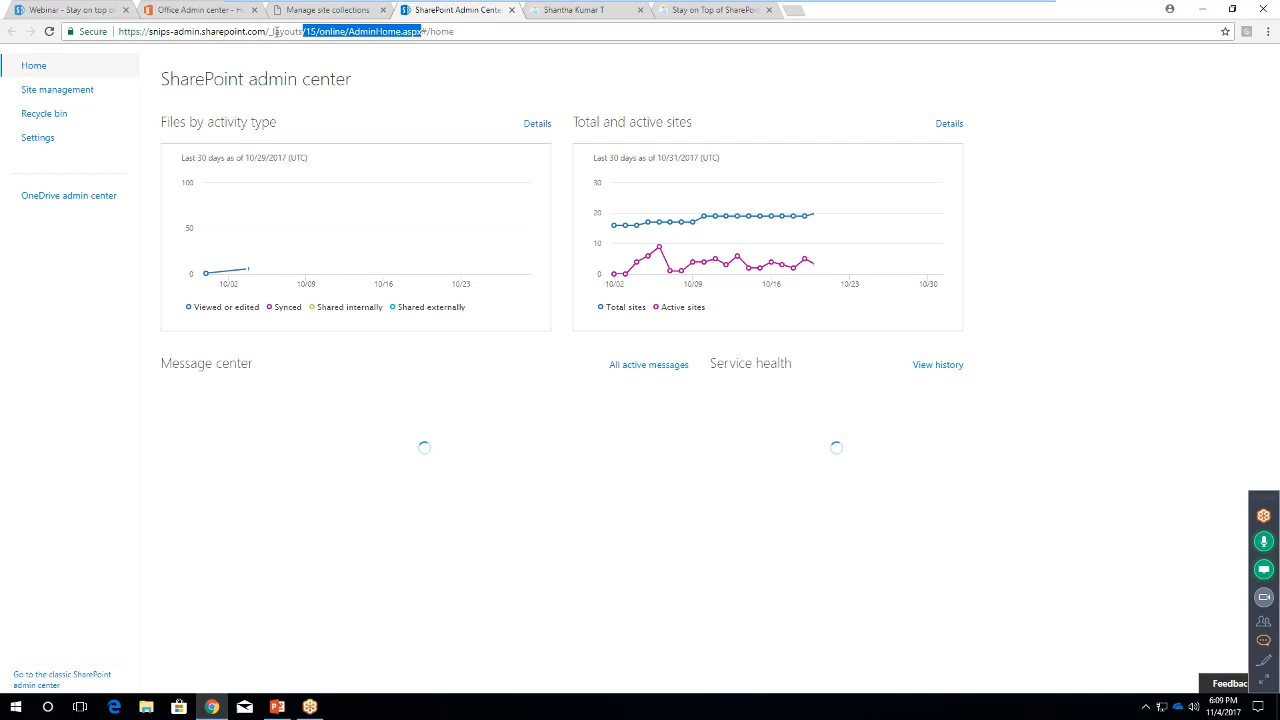 Webinar - Stay on top of
Office Admin center - H
Manage site collections
SharePoint Admin Center
Shantha Kumar T
Stay on Top of SharePoin
Secure
https://snips-admin.sharepoint.com/_layouts/15/online/AdminHome.aspx#/home
Home
Site management
Recycle bin
Settings
OneDrive admin center
SharePoint admin center
Files by activity type
Details
Last 30 days as of 10/29/2017 (UTC)
100
50
0
10/02
10/09
10/16
10/23
Viewed or edited
Synced
Shared internally
Shared externally
Total and active sites
Details
Last 30 days as of 10/31/2017 (UTC)
30
20
10
0
10/02
10/09
10/16
10/23
10/30
Total sites
Active sites
Message center
All active messages
Service health
View history
Go to the classic SharePoint
admin center
Feedbac
6:09 PM
11/4/2017